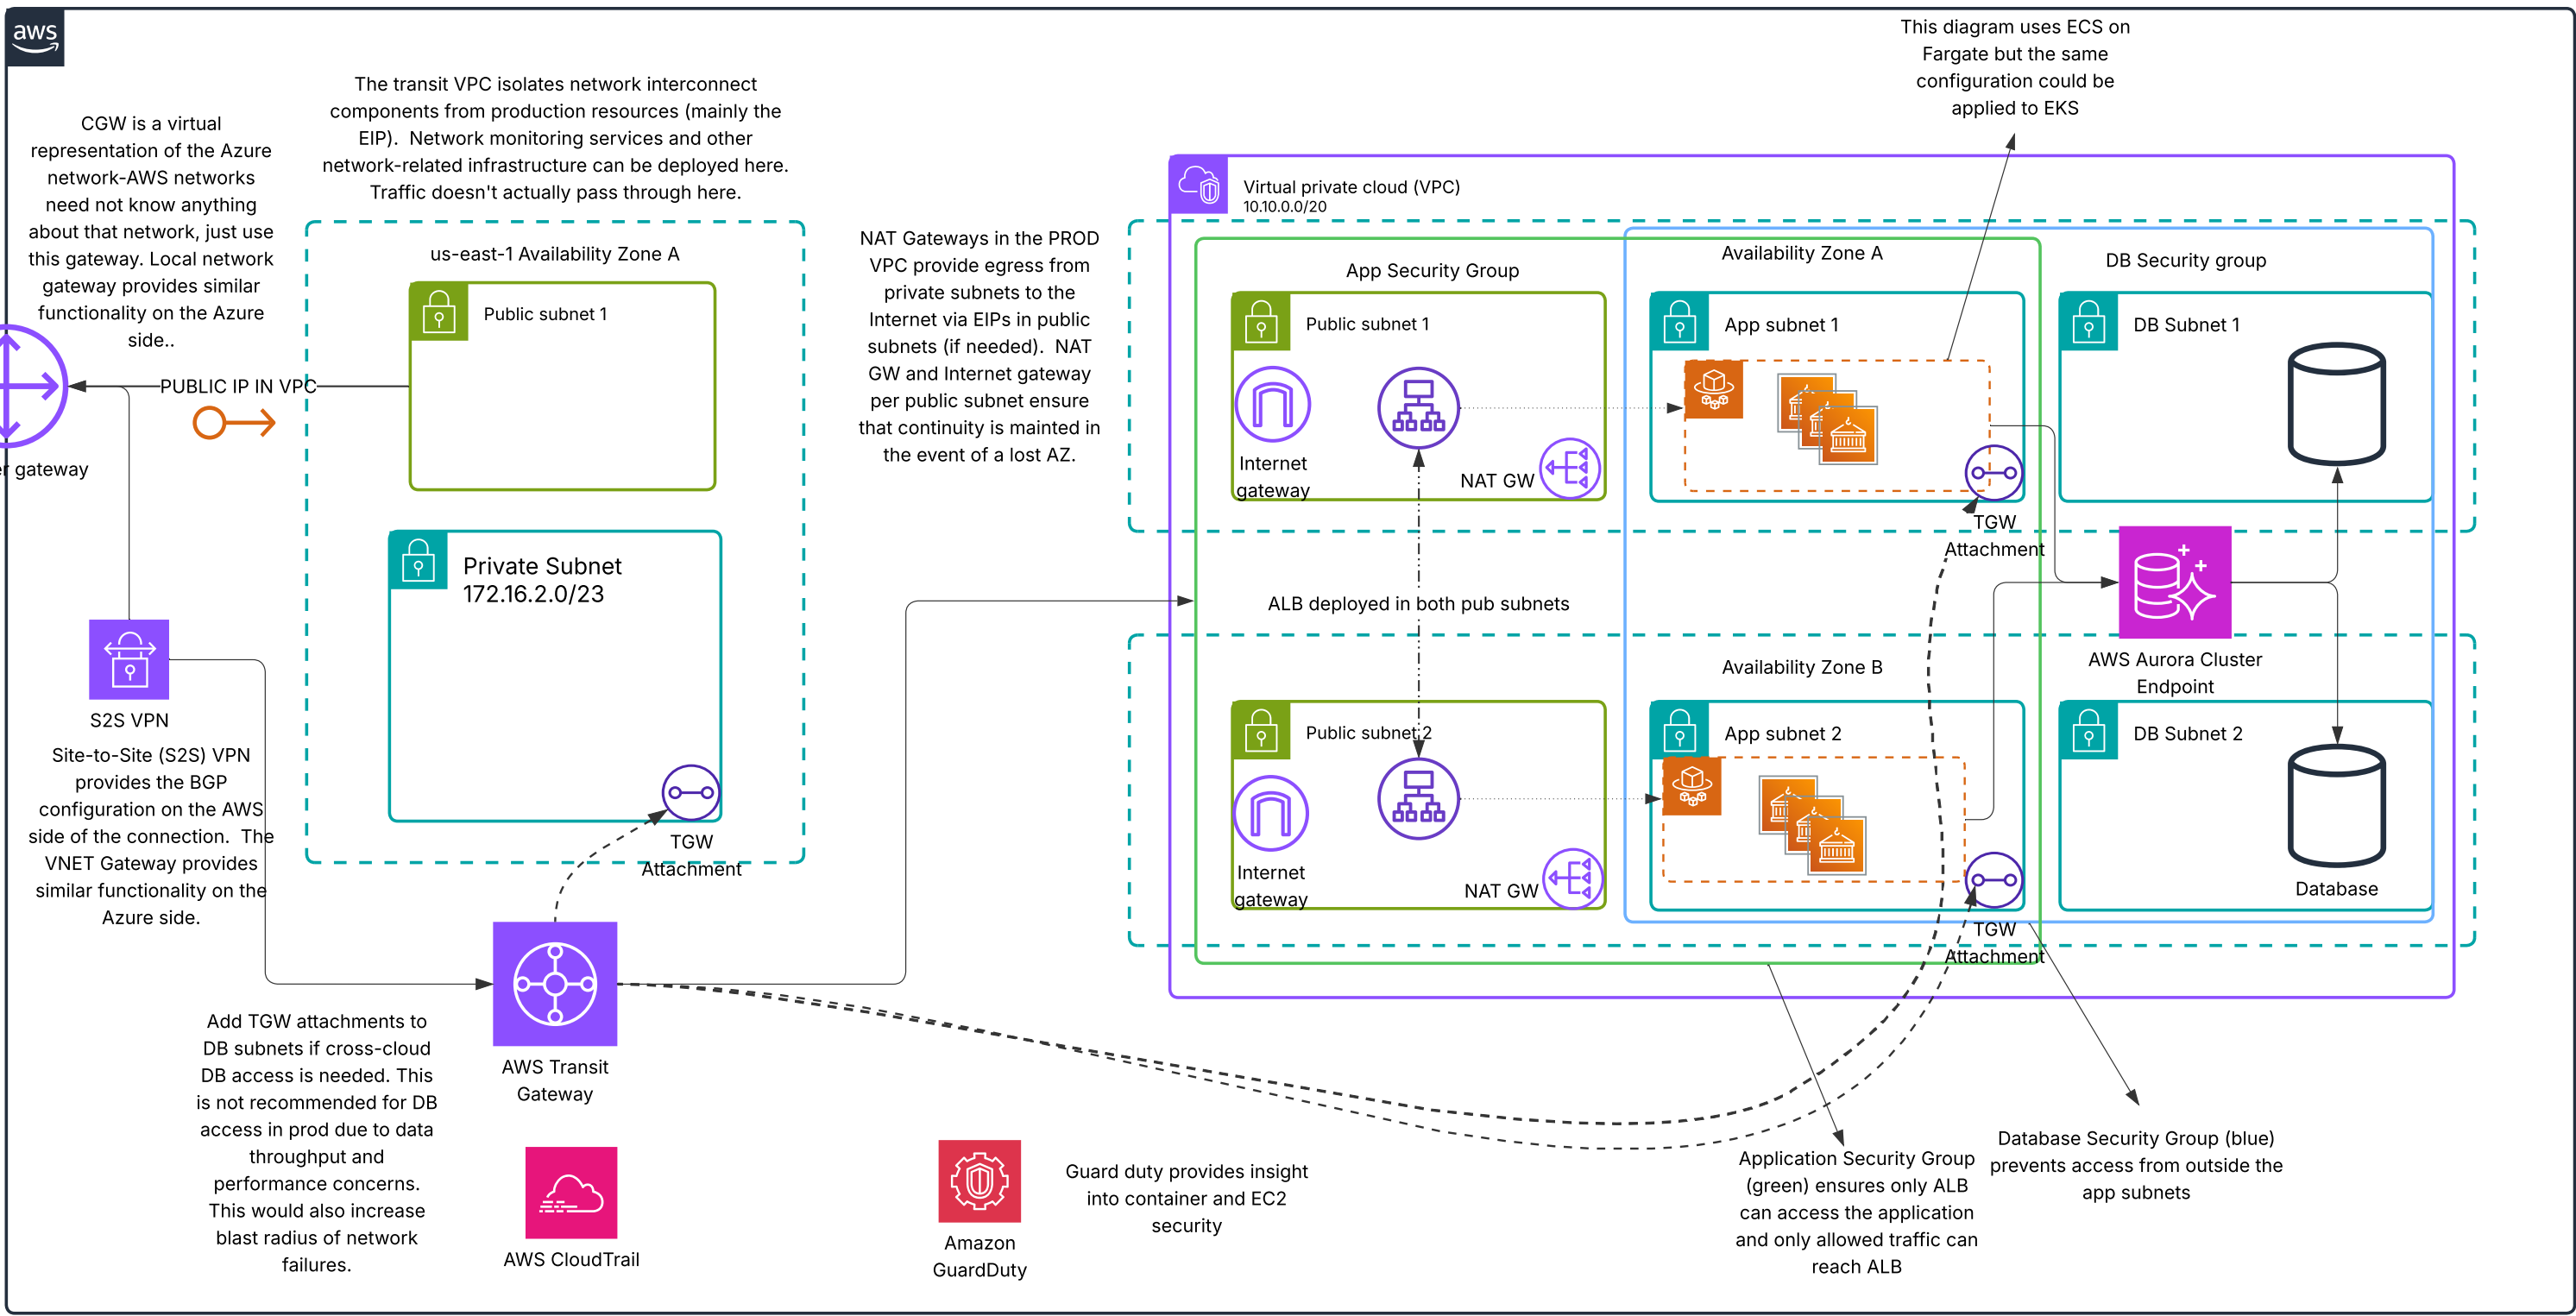 aws
This diagram uses ECS on
Fargate but the same
configuration could be
applied to EKS
The transit VPC isolates network interconnect
components from production resources (mainly the
EIP).  Network monitoring services and other
network-related infrastructure can be deployed here.
Traffic doesn't actually pass through here.
CGW is a virtual
representation of the Azure
network-AWS networks
need not know anything
about that network, just use
this gateway. Local network
gateway provides similar
functionality on the Azure
side..
us-east-1 Availability Zone A
Public subnet 1
PUBLIC IP IN VPC
er gateway
Private Subnet
172.16.2.0/23
TGW
Attachment
S2S VPN
Site-to-Site (S2S) VPN
provides the BGP
configuration on the AWS
side of the connection.  The
VNET Gateway provides
similar functionality on the
Azure side.
NAT Gateways in the PROD
VPC provide egress from
private subnets to the
Internet via EIPs in public
subnets (if needed).  NAT
GW and Internet gateway
per public subnet ensure
that continuity is mainted in
the event of a lost AZ.
Virtual private cloud (VPC)
10.10.0.0/20
App Security Group
Availability Zone A
DB Security group
Public subnet 1
App subnet 1
DB Subnet 1
Internet
gateway
NAT GW
TGW
Attachment
ALB deployed in both pub subnets
AWS Aurora Cluster
Endpoint
Availability Zone B
Public subnet 2
App subnet 2
DB Subnet 2
Internet
gateway
NAT GW
Database
TGW
Attachment
AWS Transit
Gateway
Add TGW attachments to
DB subnets if cross-cloud
DB access is needed. This
is not recommended for DB
access in prod due to data
throughput and
performance concerns.
This would also increase
blast radius of network
failures.
AWS CloudTrail
Amazon
GuardDuty
Guard duty provides insight
into container and EC2
security
Application Security Group
(green) ensures only ALB
can access the application
and only allowed traffic can
reach ALB
Database Security Group (blue)
prevents access from outside the
app subnets